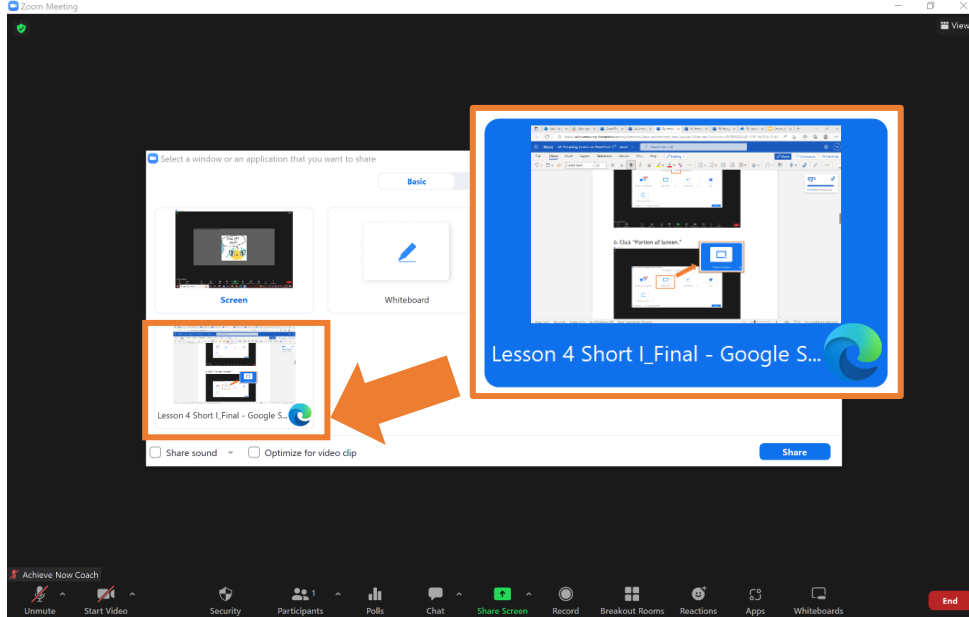 Zoom Meeting
View
Select a window or an application that you want to share
Basic
Screen
Whiteboard
6. Click "Portion of Screen."
Lesson 4 Short I_Final - Google S...
Lesson 4 Short I_Final - Google S...
Share sound
Optimize for video clip
Share
Achieve Now Coach
Unmute
Start Video
Security
Participants
1
Polls
Chat
Share Screen
Record
Breakout Rooms
Reactions
Apps
Whiteboards
End